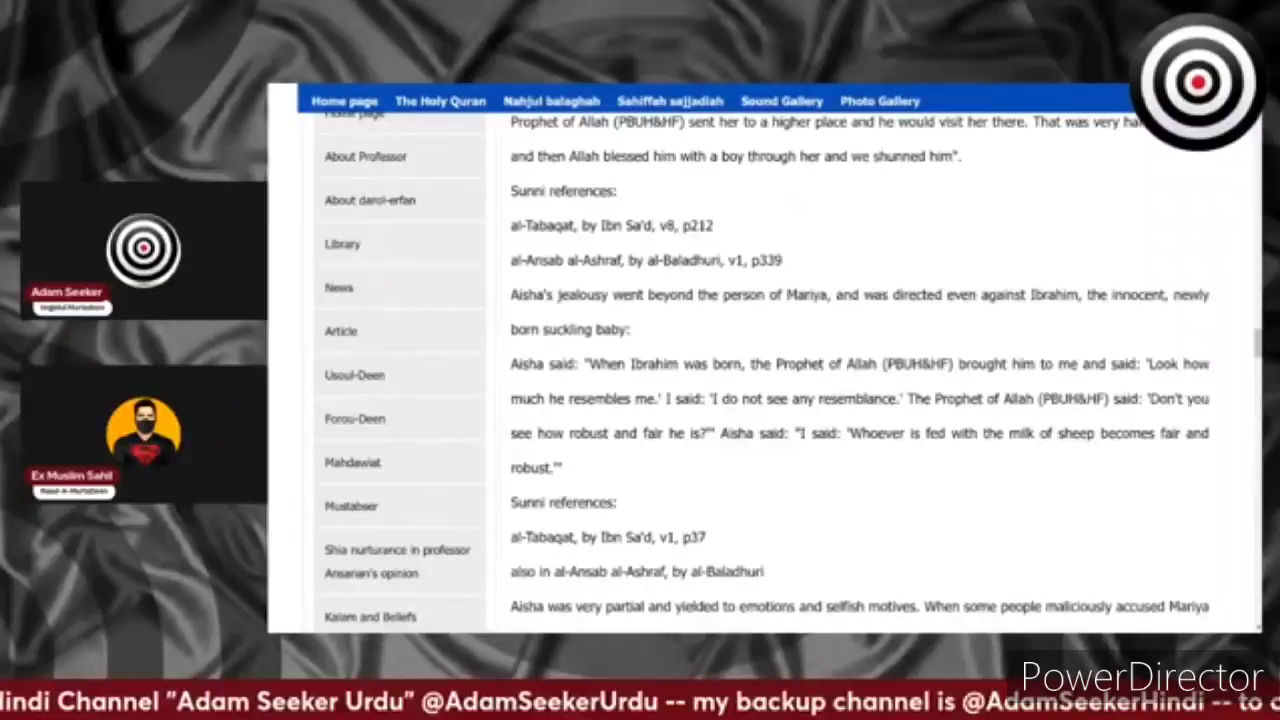 Home page The Holy Quran Nahjul balaghah Sahiffah sajjadiah Sound Gallery Photo Gallery
Home page
About Professor
About darol-erfan
Library
News
Article
Usoul-Deen
Forou-Deen
Mahdawiat
Mustabser
Shia nurturance in professor
Ansarian's opinion
Kalam and Beliefs
Prophet of Allah (PBUH&HF) sent her to a higher place and he would visit her there. That was very
and then Allah blessed him with a boy through her and we shunned him".
Sunni references:
al-Tabaqat, by Ibn Sa'd, v8, p212
al-Ansab al-Ashraf, by al-Baladhuri, v1, p339
Aisha's jealousy went beyond the person of Mariya, and was directed even against Ibrahim, the innocent, newly
born suckling baby:
Aisha said: "When Ibrahim was born, the Prophet of Allah (PBUH&HF) brought him to me and said: 'Look how
much he resembles me.' I said: 'I do not see any resemblance.' The Prophet of Allah (PBUH&HF) said: 'Don't you
see how robust and fair he is?'" Aisha said: "I said: 'Whoever is fed with the milk of sheep becomes fair and
robust.'"
Sunni references:
al-Tabaqat, by Ibn Sa'd, v1, p37
also in al-Ansab al-Ashraf, by al-Baladhuri
Aisha was very partial and yielded to emotions and selfish motives. When some people maliciously accused Mariya
Adam Seeker
Ex Muslim Sahil
PowerDirector
Hindi Channel "Adam Seeker Urdu" @AdamSeekerUrdu -- my backup channel is @AdamSeekerHindi -- to